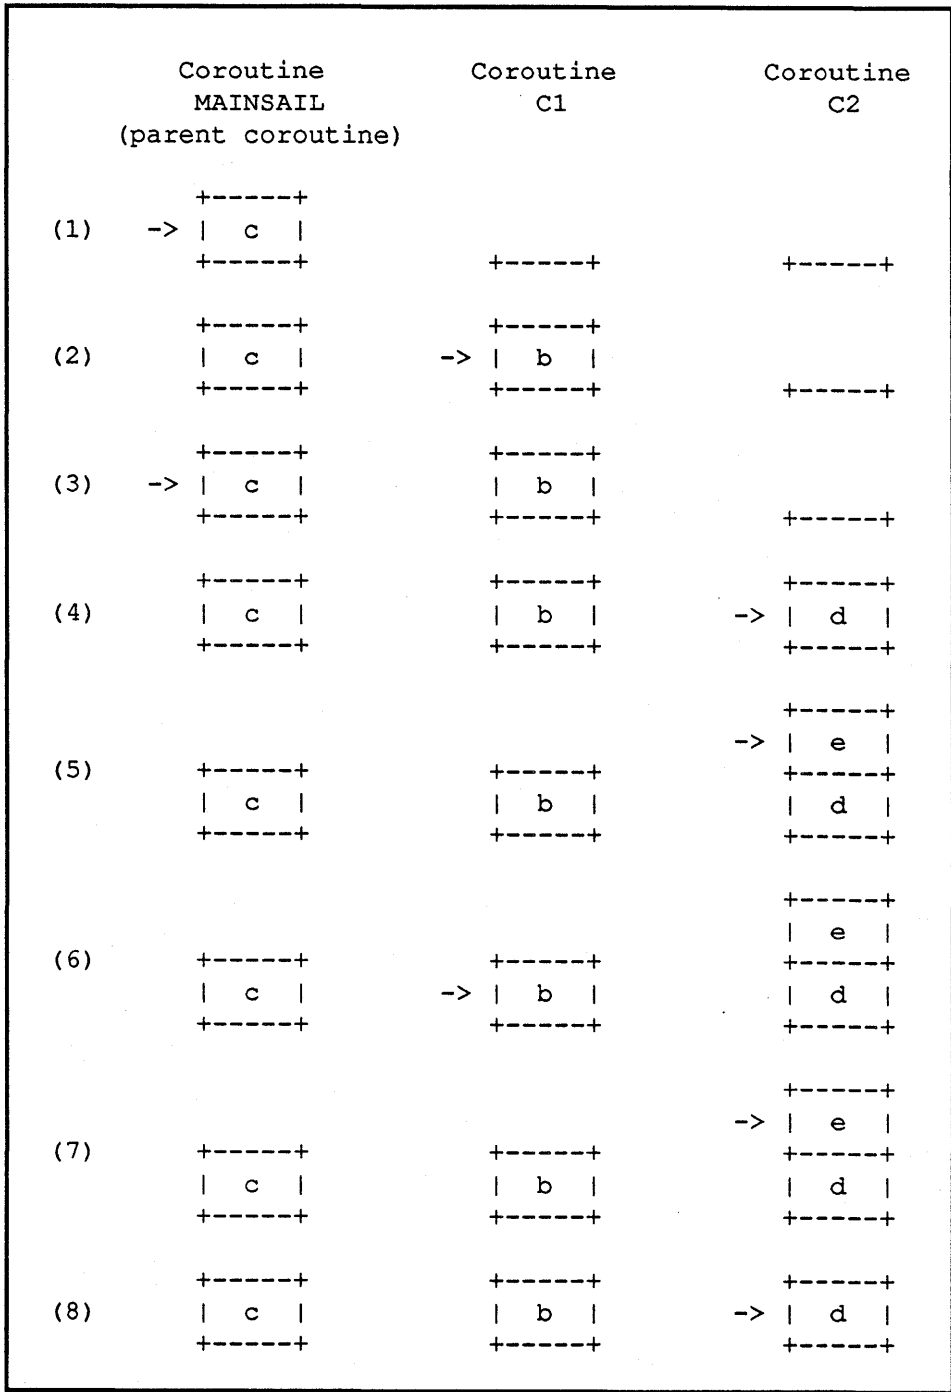 Coroutine Coroutine Coroutine
MAINSAIL C1 C2
(parent coroutine)
+-----+
(1) -> | c |
+-----+ +-----+ +-----+
+-----+ +-----+
(2) | c | -> | b |
+-----+ +-----+ +-----+
+-----+ +-----+
(3) -> | c | | b |
+-----+ +-----+ +-----+
+-----+ +-----+ +-----+
(4) | c | | b | -> | d |
+-----+ +-----+ +-----+
+-----+
-> | e |
(5) +-----+ +-----+ +-----+
| c | | b | | d |
+-----+ +-----+ +-----+
+-----+
| e |
(6) +-----+ +-----+ +-----+
| c | -> | b | | d |
+-----+ +-----+ +-----+
+-----+
-> | e |
(7) +-----+ +-----+ +-----+
| c | | b | | d |
+-----+ +-----+ +-----+
+-----+ +-----+ +-----+
(8) | c | | b | -> | d |
+-----+ +-----+ +-----+